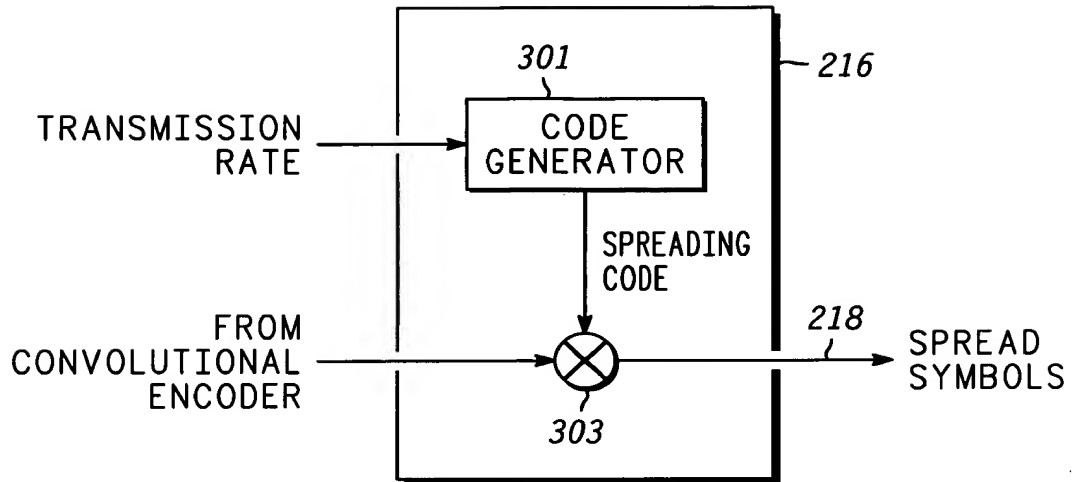 301
216
TRANSMISSION
RATE
CODE
GENERATOR
SPREADING
CODE
FROM
CONVOLUTIONAL
ENCODER
218
SPREAD
SYMBOLS
303